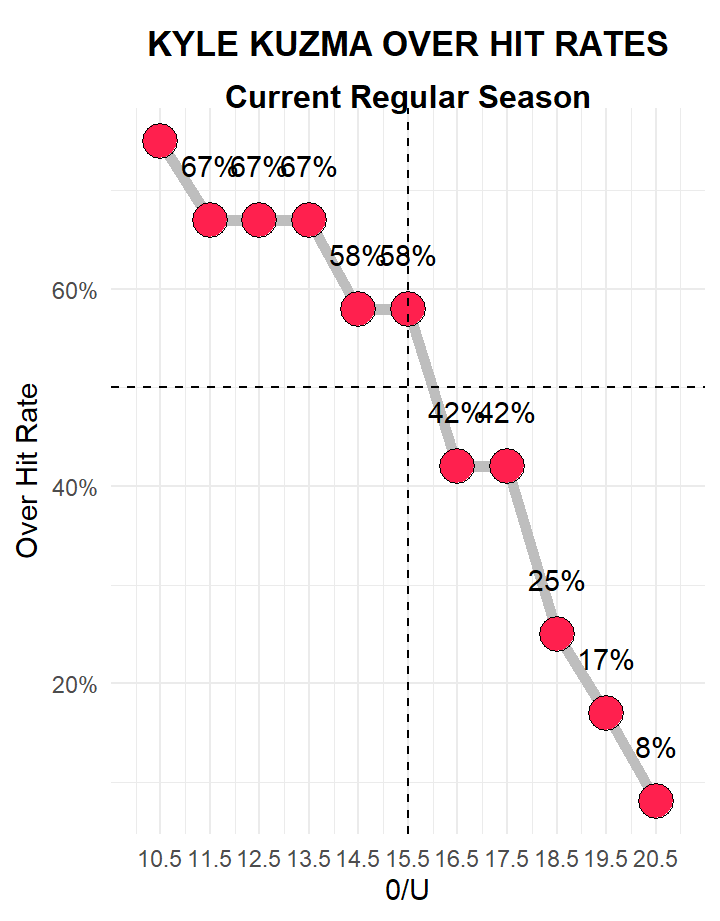 KYLE KUZMA OVER HIT RATES
Current Regular Season
67% 67% 67%
58% 58%
60%
42% 42%
40%
25%
17%
20%
8%
Over Hit Rate
10.5 11.5 12.5 13.5 14.5 15.5 16.5 17.5 18.5 19.5 20.5
0/U